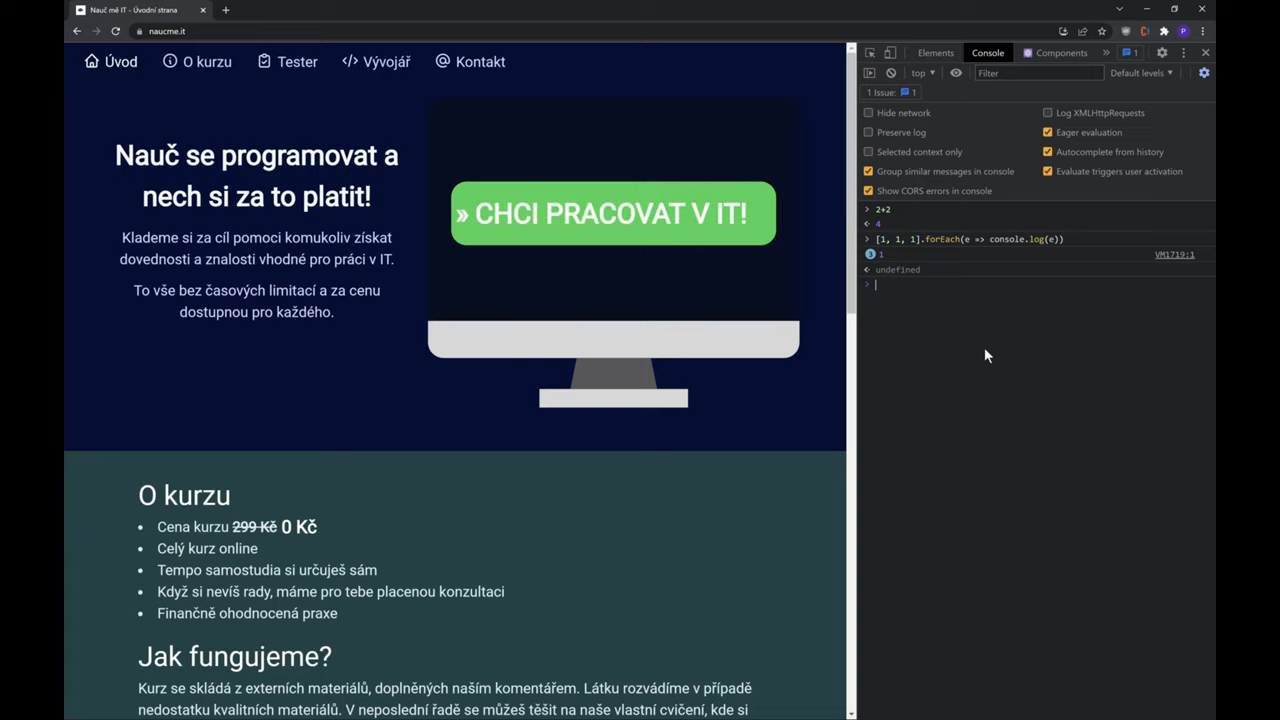 Nauč mě IT - Úvodní strana
naucme.it
Úvod
O kurzu
Tester
Vývojář
Kontakt
Nauč se programovat a
nech si za to platit!
Klademe si za cíl pomoci komukoliv získat
dovednosti a znalosti vhodné pro práci v IT.
To vše bez časových limitací a za cenu
dostupnou pro každého.
» CHCI PRACOVAT V IT!
O kurzu
• Cena kurzu 299 Kč 0 Kč
• Celý kurz online
• Tempo samostudia si určuješ sám
• Když si nevíš rady, máme pro tebe placenou konzultaci
• Finančně ohodnocená praxe
Jak fungujeme?
Kurz se skládá z externích materiálů, doplněných naším komentářem. Látku rozvádíme v případě
nedostatku kvalitních materiálů. V neposlední řadě se můžeš těšit na naše vlastní cvičení, kde si
P
Elements Console Components » 1
top Filter Default levels
1 Issue: 1
Hide network Log XMLHttpRequests
Preserve log Eager evaluation
Selected context only Autocomplete from history
Group similar messages in console Evaluate triggers user activation
Show CORS errors in console
> 2+2
4
> [1, 1, 1].forEach(e => console.log(e))
3 1 VM1719:1
undefined
>